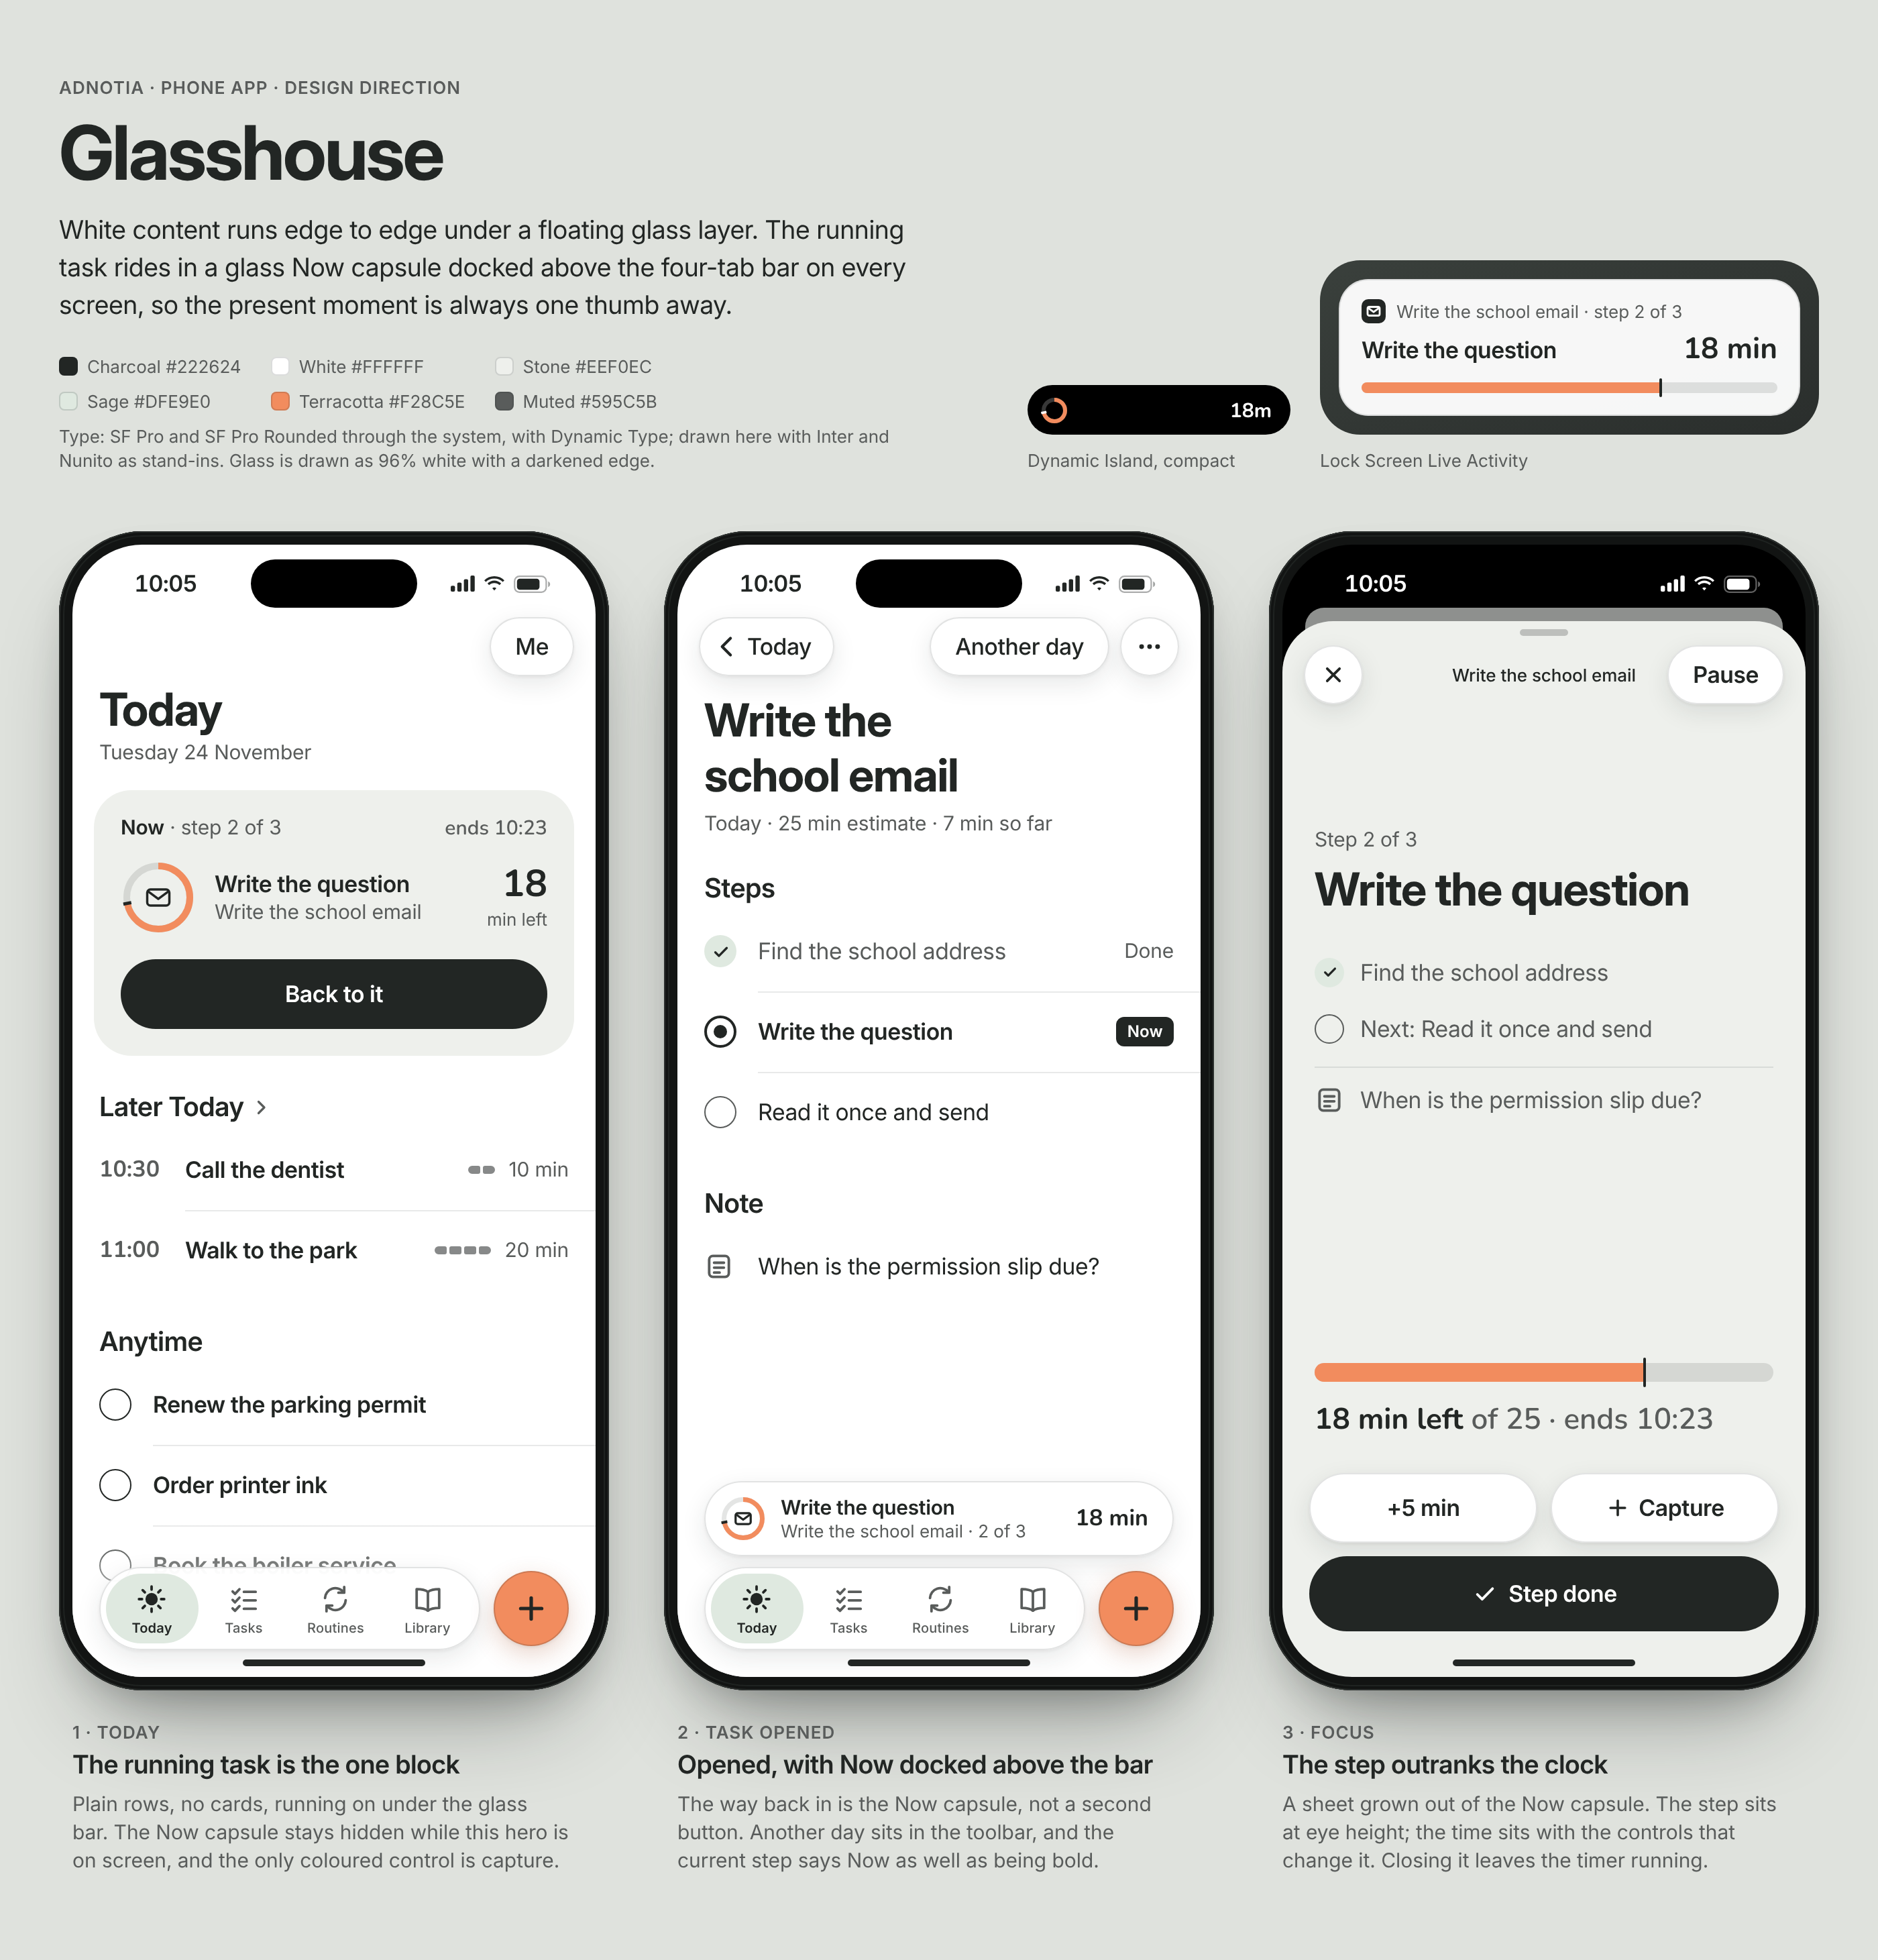 ADNOTIA · PHONE APP · DESIGN DIRECTION
Glasshouse
White content runs edge to edge under a floating glass layer. The running
task rides in a glass Now capsule docked above the four-tab bar on every
screen, so the present moment is always one thumb away.
Charcoal #222624
White #FFFFFF
Stone #EEF0EC
Sage #DFE9E0
Terracotta #F28C5E
Muted #595C5B
Type: SF Pro and SF Pro Rounded through the system, with Dynamic Type; drawn here with Inter and
Nunito as stand-ins. Glass is drawn as 96% white with a darkened edge.
18m
Dynamic Island, compact
Write the school email · step 2 of 3
Write the question
18 min
Lock Screen Live Activity
10:05
Me
Today
Tuesday 24 November
Now · step 2 of 3
ends 10:23
Write the question
18
Write the school email
min left
Back to it
Later Today
10:30
Call the dentist
10 min
11:00
Walk to the park
20 min
Anytime
Renew the parking permit
Order printer ink
Book the boiler service
Today
Tasks
Routines
Library
10:05
Today
Another day
Write the
school email
Today · 25 min estimate · 7 min so far
Steps
Find the school address
Done
Write the question
Now
Read it once and send
Note
When is the permission slip due?
Write the question
Write the school email · 2 of 3
18 min
Today
Tasks
Routines
Library
10:05
Write the school email
Pause
Step 2 of 3
Write the question
Find the school address
Next: Read it once and send
When is the permission slip due?
18 min left of 25 · ends 10:23
+5 min
+ Capture
Step done
1 · TODAY
The running task is the one block
Plain rows, no cards, running on under the glass
bar. The Now capsule stays hidden while this hero is
on screen, and the only coloured control is capture.
2 · TASK OPENED
Opened, with Now docked above the bar
The way back in is the Now capsule, not a second
button. Another day sits in the toolbar, and the
current step says Now as well as being bold.
3 · FOCUS
The step outranks the clock
A sheet grown out of the Now capsule. The step sits
at eye height; the time sits with the controls that
change it. Closing it leaves the timer running.